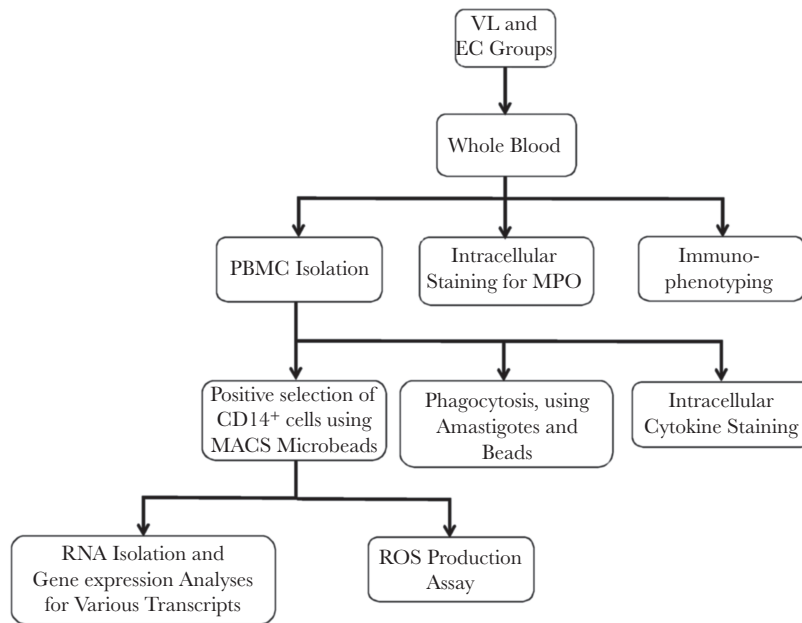 VL and
EC Groups
Whole Blood
PBMC Isolation
Intracellular
Staining for MPO
Immuno-
phenotyping
Positive selection of
CD14⁺ cells using
MACS Microbeads
Phagocytosis, using
Amastigotes and
Beads
Intracellular
Cytokine Staining
RNA Isolation and
Gene expression Analyses
for Various Transcripts
ROS Production
Assay